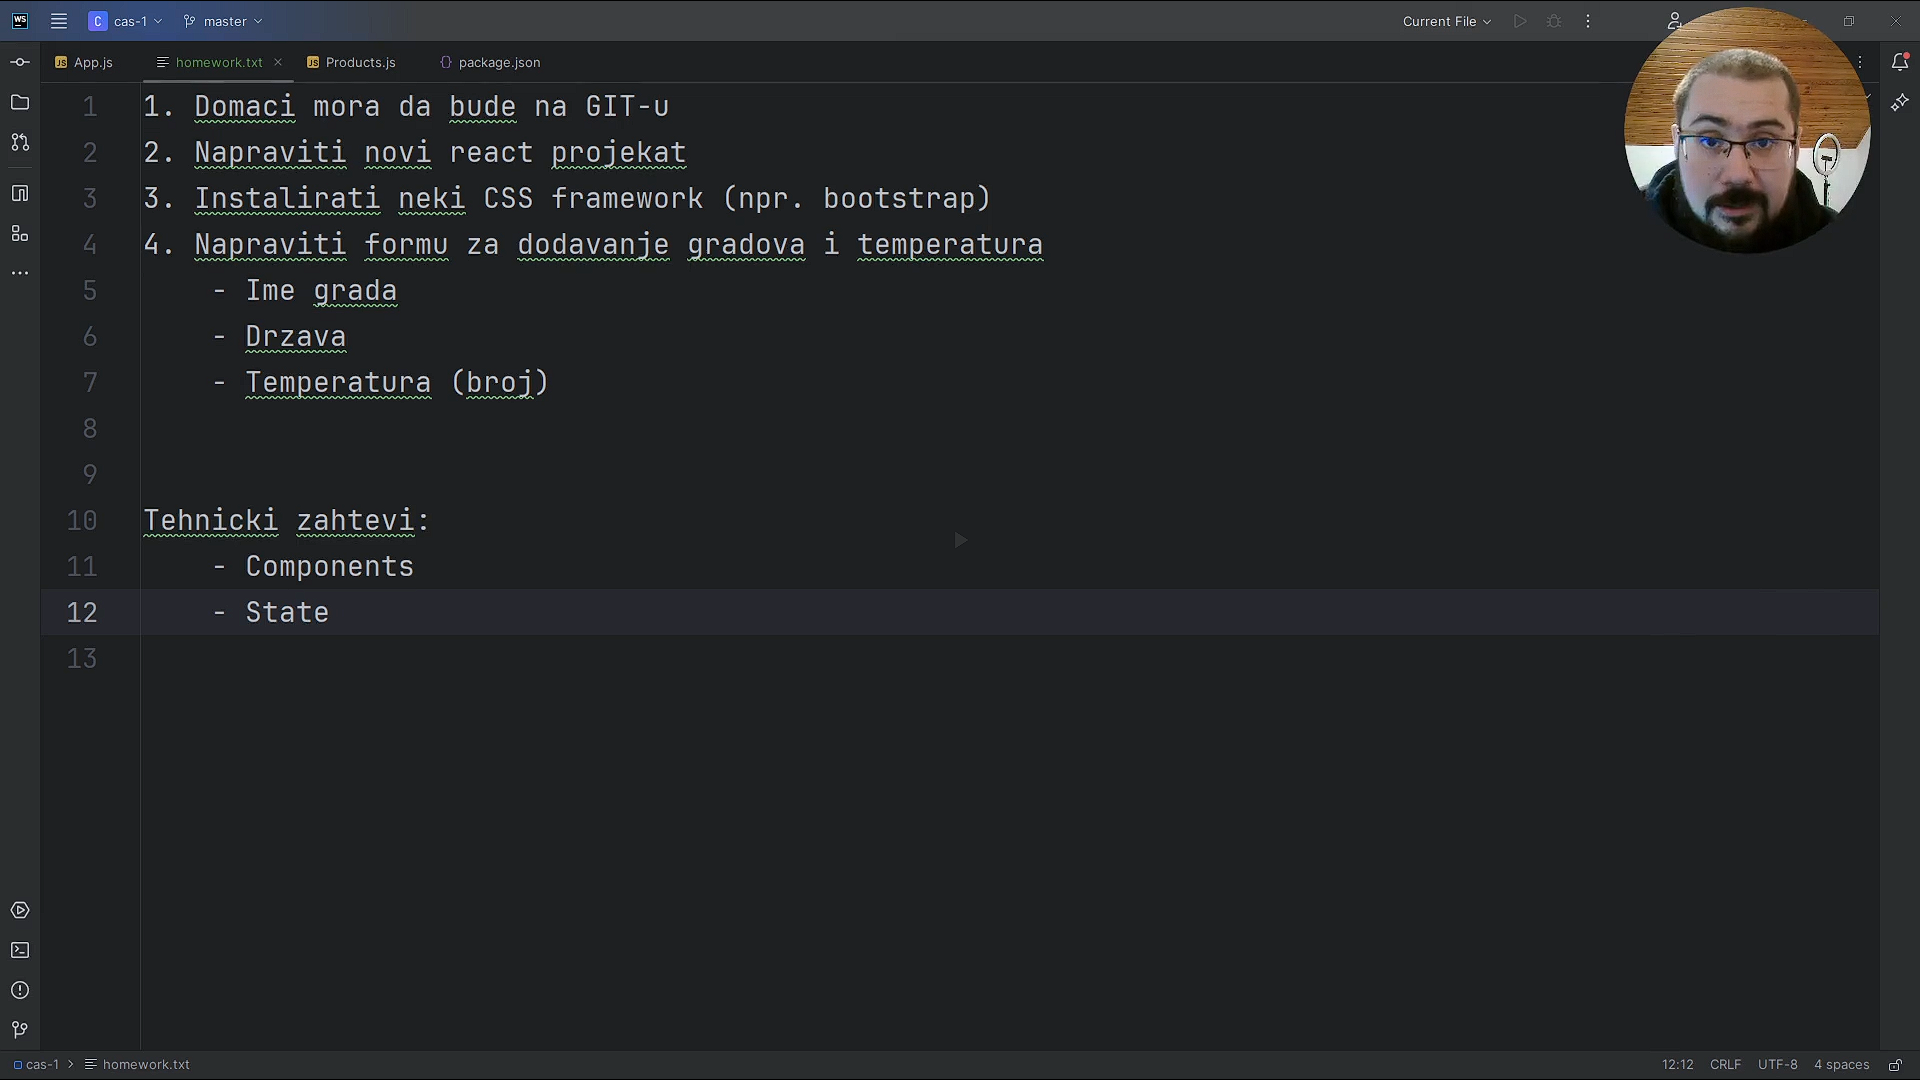 WS
C cas-1
master
Current File
App.js
homework.txt
Products.js
package.json
1 1. Domaci mora da bude na GIT-u
2 2. Napraviti novi react projekat
3 3. Instalirati neki CSS framework (npr. bootstrap)
4 4. Napraviti formu za dodavanje gradova i temperatura
5 - Ime grada
6 - Drzava
7 - Temperatura (broj)
8
9
10 Tehnicki zahtevi:
11 - Components
12 - State
13
cas-1 > homework.txt
12:12 CRLF UTF-8 4 spaces